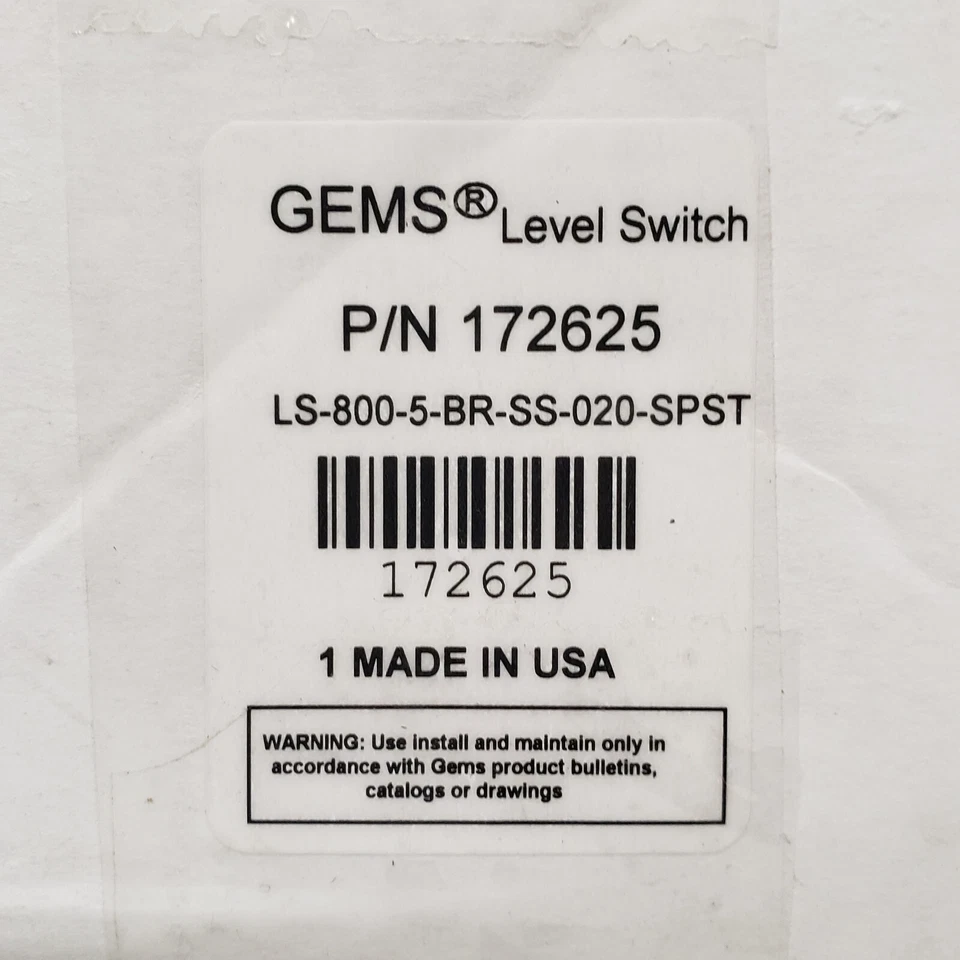 GEMS® Level Switch
P/N 172625
LS-800-5-BR-SS-020-SPST
172625
1 MADE IN USA
WARNING: Use install and maintain only in
accordance with Gems product bulletins,
catalogs or drawings